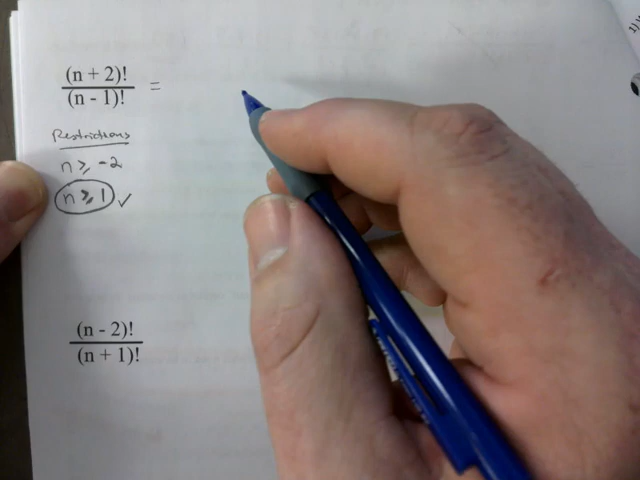 (n + 2)!
(n - 1)! =
Restrictions
n ⩾ -2
n ⩾ 1 ✓
(n - 2)!
(n + 1)!